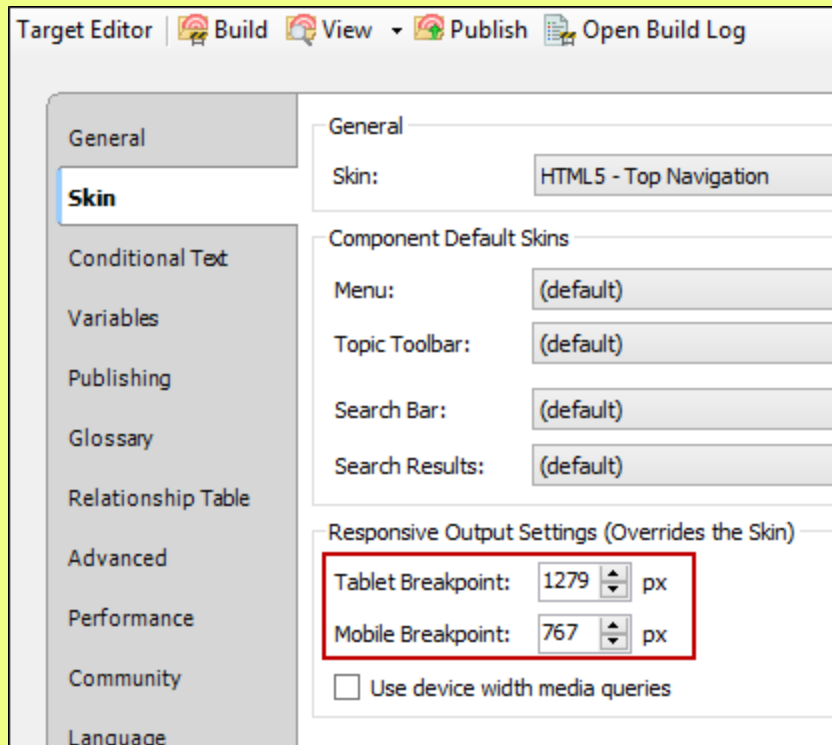 Target Editor Build View Publish Open Build Log
General
Skin
Conditional Text
Variables
Publishing
Glossary
Relationship Table
Advanced
Performance
Community
Language
General
Skin: HTML5 - Top Navigation
Component Default Skins
Menu: (default)
Topic Toolbar: (default)
Search Bar: (default)
Search Results: (default)
Responsive Output Settings (Overrides the Skin)
Tablet Breakpoint: 1279 px
Mobile Breakpoint: 767 px
Use device width media queries